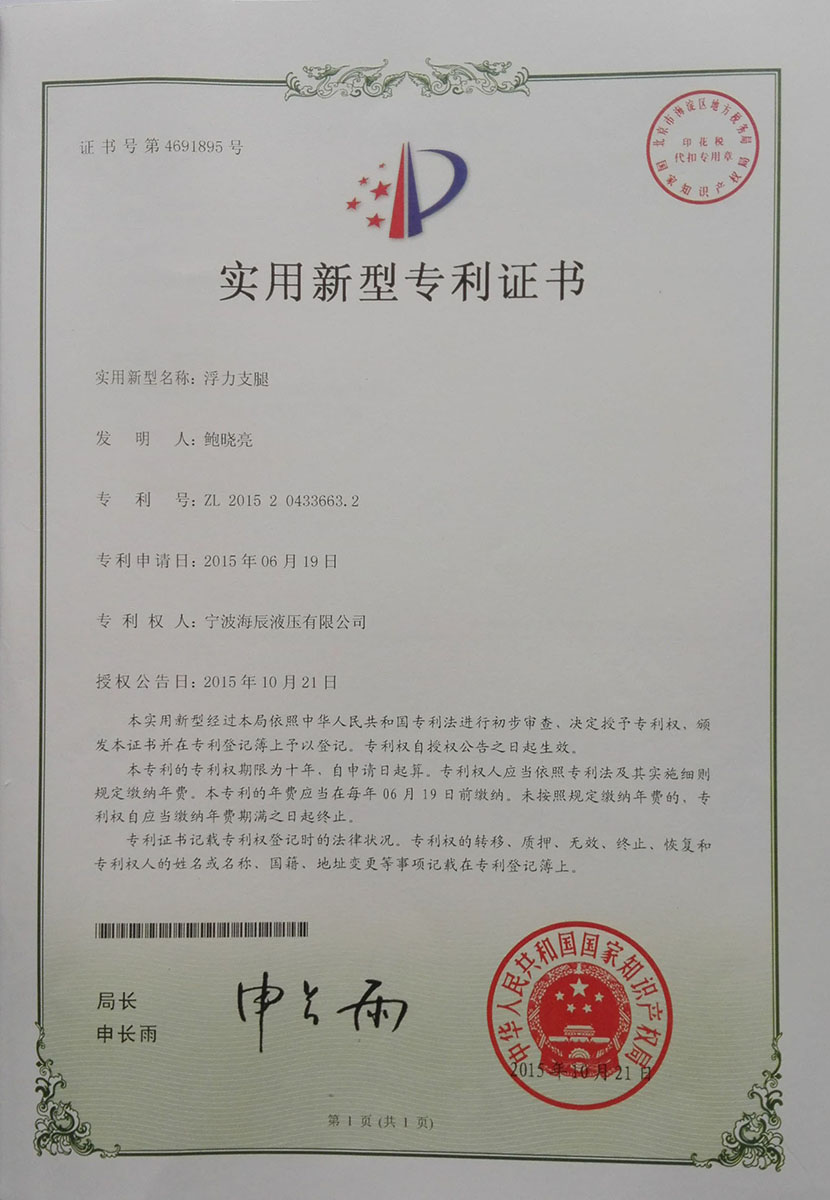 证书号第4691895号
北京市海淀区地方税务局
印花税
代扣专用章
国家知识产权局
实用新型专利证书
实用新型名称：浮力支腿
发明人：鲍晓亮
专利号：ZL 2015 2 0433663.2
专利申请日：2015年06月19日
专利权人：宁波海辰液压有限公司
授权公告日：2015年10月21日
本实用新型经过本局依照中华人民共和国专利法进行初步审查、决定授予专利权、颁
发本证书并在专利登记簿上予以登记。专利权自授权公告之日起生效。
本专利的专利权期限为十年、自申请日起算。专利权人应当依照专利法及其实施细则
规定缴纳年费。本专利的年费应当在每年06月19日前缴纳。未按照规定缴纳年费的、专
利权自应当缴纳年费期满之日起终止。
专利证书记载专利权登记时的法律状况。专利权的转移、质押、无效、终止、恢复和
专利权人的姓名或名称、国籍、地址变更等事项记载在专利登记簿上。
局长
申长雨
申长雨
中华人民共和国国家知识产权局
2015年10月21日
第1页(共1页)